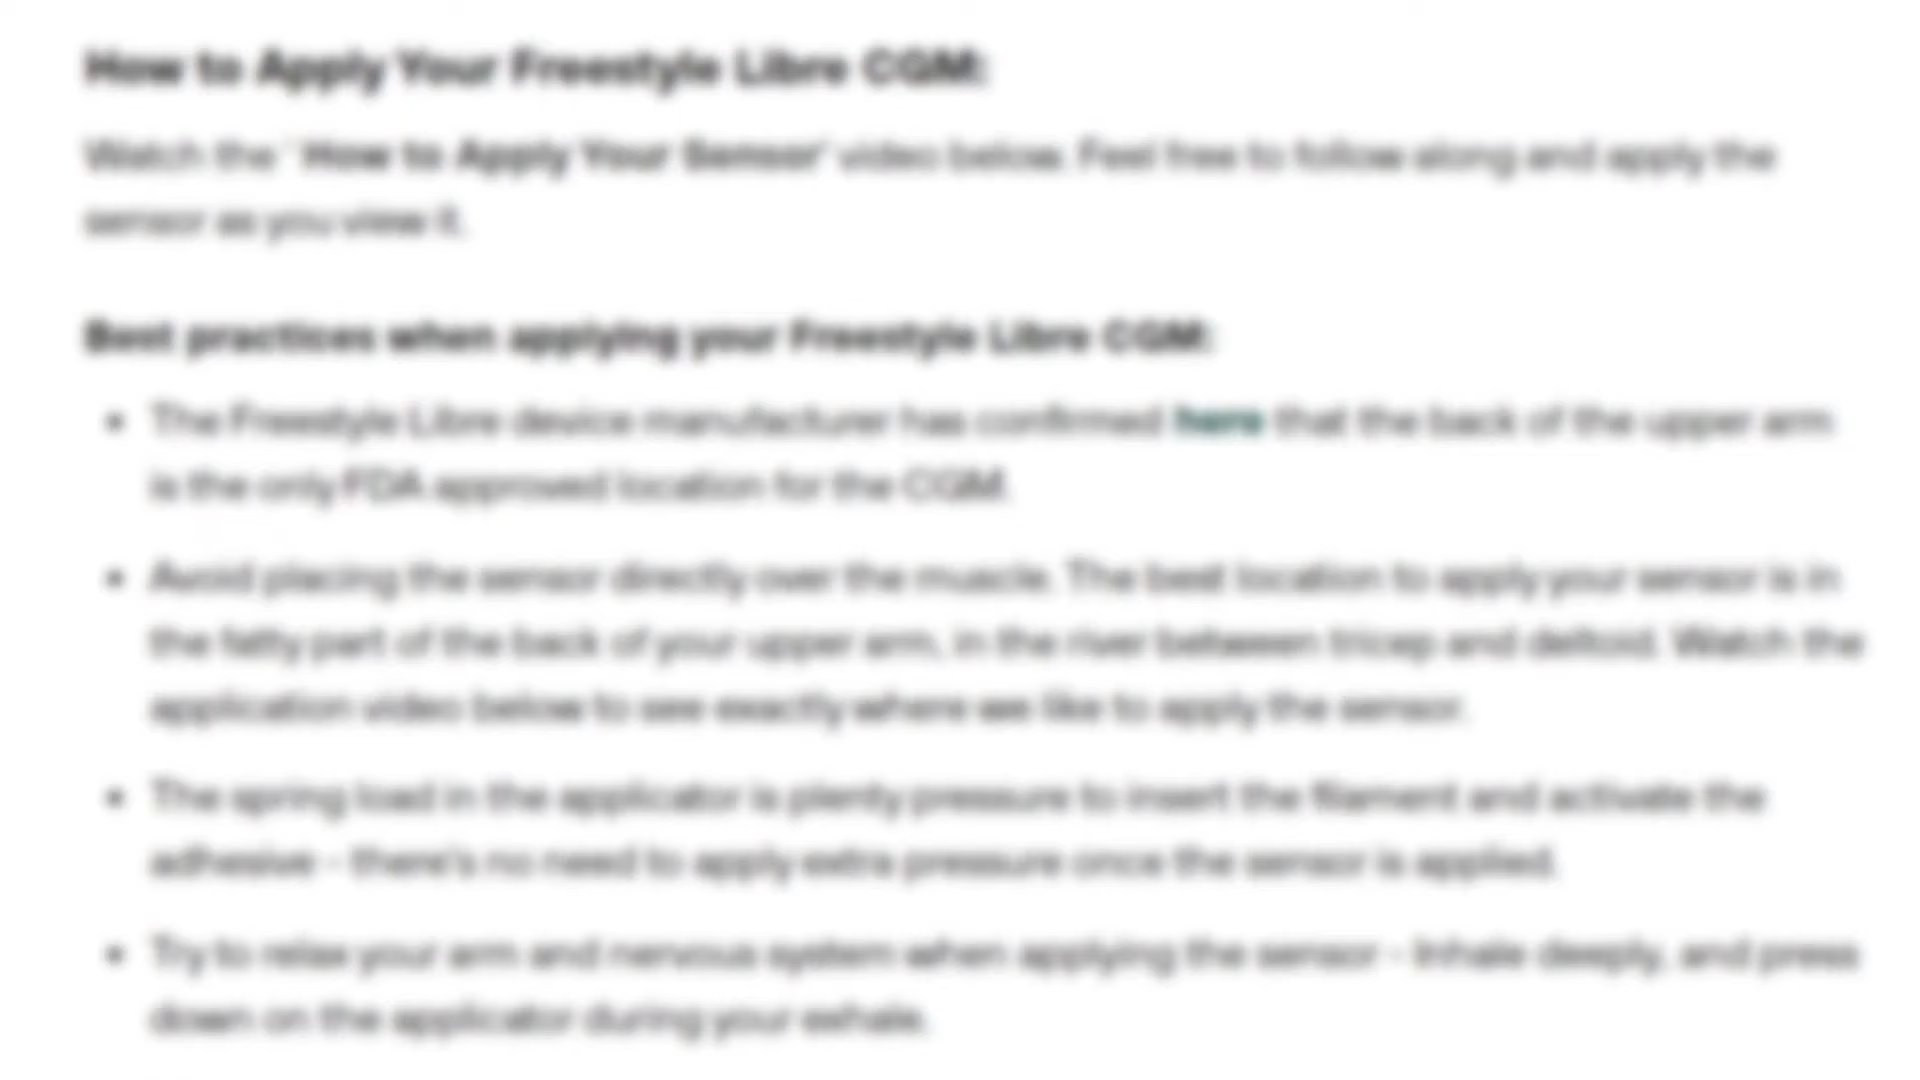 How to Apply Your Freestyle Libre CGM:
Watch the 'How to Apply Your Sensor' video below. Feel free to follow along and apply the
sensor as you view it.
Best practices when applying your Freestyle Libre CGM:
• The Freestyle Libre device manufacturer has confirmed here that the back of the upper arm
is the only FDA approved location for the CGM.
• Avoid placing the sensor directly over the muscle. The best location to apply your sensor is in
the fatty part of the back of your upper arm, in the river between tricep and deltoid. Watch the
application video below to see exactly where we like to apply the sensor.
• The spring load in the applicator is plenty pressure to insert the filament and activate the
adhesive - there's no need to apply extra pressure once the sensor is applied.
• Try to relax your arm and nervous system when applying the sensor - Inhale deeply, and press
down on the applicator during your exhale.